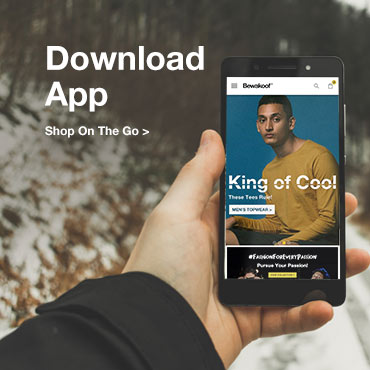 Download
App
Shop On The Go >
Bewakoof
King of Cool
These Tees Rule!
MEN'S TOPWEAR >
#FashionForEveryPassion
Pursue Your Passion!